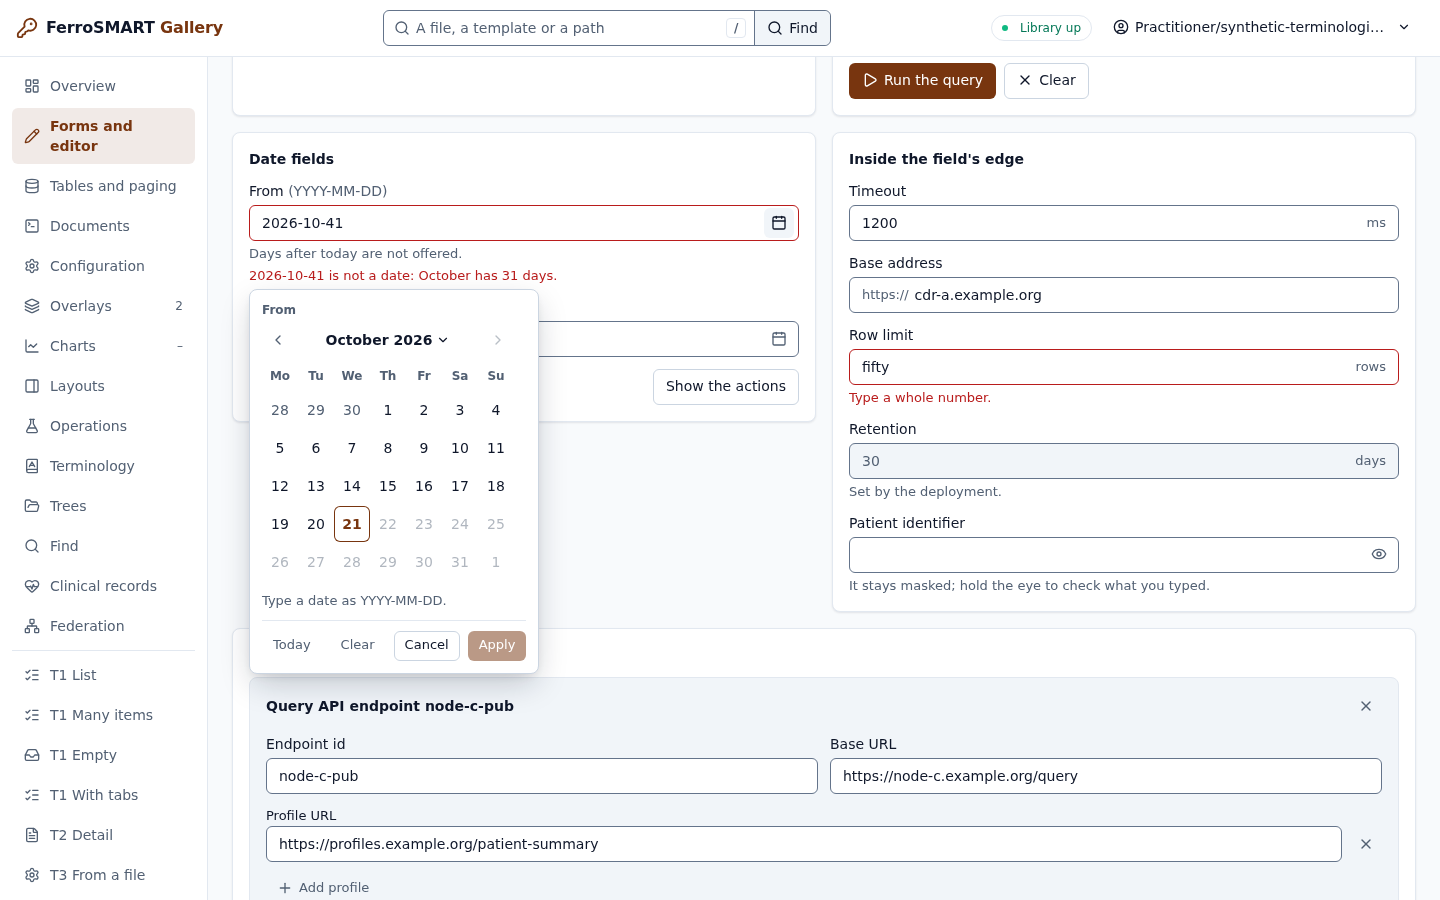 FerroSMART Gallery
A file, a template or a path
/
Find
Library up
Practitioner/synthetic-terminologi...
Overview
Forms and
editor
Tables and paging
Documents
Configuration
Overlays 2
Charts –
Layouts
Operations
Terminology
Trees
Find
Clinical records
Federation
T1 List
T1 Many items
T1 Empty
T1 With tabs
T2 Detail
T3 From a file
Run the query
Clear
Date fields
From (YYYY-MM-DD)
2026-10-41
Days after today are not offered.
2026-10-41 is not a date: October has 31 days.
Show the actions
From
October 2026
Mo Tu We Th Fr Sa Su
28 29 30 1 2 3 4
5 6 7 8 9 10 11
12 13 14 15 16 17 18
19 20 21 22 23 24 25
26 27 28 29 30 31 1
Type a date as YYYY-MM-DD.
Today Clear Cancel Apply
Inside the field's edge
Timeout
1200 ms
Base address
https:// cdr-a.example.org
Row limit
fifty rows
Type a whole number.
Retention
30 days
Set by the deployment.
Patient identifier
It stays masked; hold the eye to check what you typed.
Query API endpoint node-c-pub
Endpoint id
node-c-pub
Base URL
https://node-c.example.org/query
Profile URL
https://profiles.example.org/patient-summary
Add profile